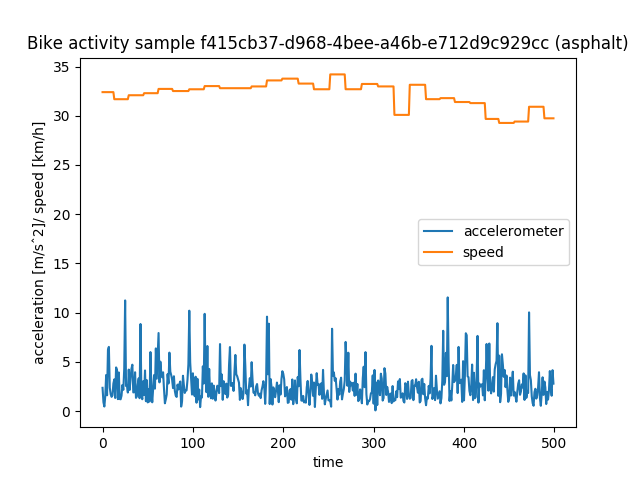 Bike activity sample f415cb37-d968-4bee-a46b-e712d9c929cc (asphalt)
acceleration [m/s^2]/ speed [km/h]
35
30
25
20
15
10
5
0
accelerometer
speed
0 100 200 300 400 500
time